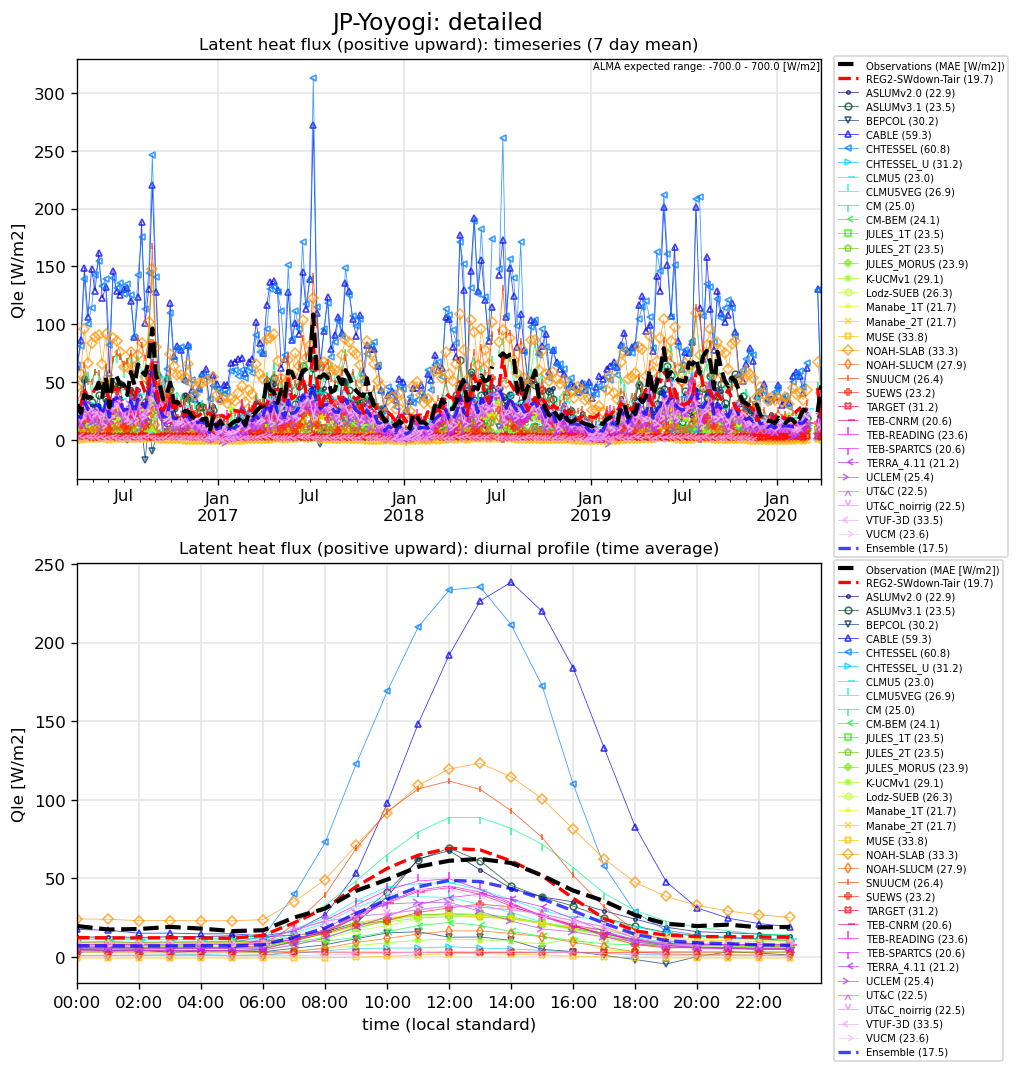 JP-Yoyogi: detailed
Latent heat flux (positive upward): timeseries (7 day mean)
ALMA expected range: -700.0 - 700.0 [W/m2]
Qle [W/m2]
300
250
200
150
100
50
0
Jul
Jan
2017
Jul
Jan
2018
Jul
Jan
2019
Jul
Jan
2020
Observations (MAE [W/m2])
REG2-SWdown-Tair (19.7)
ASLUMv2.0 (22.9)
ASLUMv3.1 (23.5)
BEPCOL (30.2)
CABLE (59.3)
CHTESSEL (60.8)
CHTESSEL_U (31.2)
CLMU5 (23.0)
CLMU5VEG (26.9)
CM (25.0)
CM-BEM (24.1)
JULES_1T (23.5)
JULES_2T (23.5)
JULES_MORUS (23.9)
K-UCMv1 (29.1)
Lodz-SUEB (26.3)
Manabe_1T (21.7)
Manabe_2T (21.7)
MUSE (33.8)
NOAH-SLAB (33.3)
NOAH-SLUCM (27.9)
SNUUCM (26.4)
SUEWS (23.2)
TARGET (31.2)
TEB-CNRM (20.6)
TEB-READING (23.6)
TEB-SPARTCS (20.6)
TERRA_4.11 (21.2)
UCLEM (25.4)
UT&C (22.5)
UT&C_noirrig (22.5)
VTUF-3D (33.5)
VUCM (23.6)
Ensemble (17.5)
Latent heat flux (positive upward): diurnal profile (time average)
Qle [W/m2]
250
200
150
100
50
0
00:00
02:00
04:00
06:00
08:00
10:00
12:00
14:00
16:00
18:00
20:00
22:00
time (local standard)
Observation (MAE [W/m2])
REG2-SWdown-Tair (19.7)
ASLUMv2.0 (22.9)
ASLUMv3.1 (23.5)
BEPCOL (30.2)
CABLE (59.3)
CHTESSEL (60.8)
CHTESSEL_U (31.2)
CLMU5 (23.0)
CLMU5VEG (26.9)
CM (25.0)
CM-BEM (24.1)
JULES_1T (23.5)
JULES_2T (23.5)
JULES_MORUS (23.9)
K-UCMv1 (29.1)
Lodz-SUEB (26.3)
Manabe_1T (21.7)
Manabe_2T (21.7)
MUSE (33.8)
NOAH-SLAB (33.3)
NOAH-SLUCM (27.9)
SNUUCM (26.4)
SUEWS (23.2)
TARGET (31.2)
TEB-CNRM (20.6)
TEB-READING (23.6)
TEB-SPARTCS (20.6)
TERRA_4.11 (21.2)
UCLEM (25.4)
UT&C (22.5)
UT&C_noirrig (22.5)
VTUF-3D (33.5)
VUCM (23.6)
Ensemble (17.5)